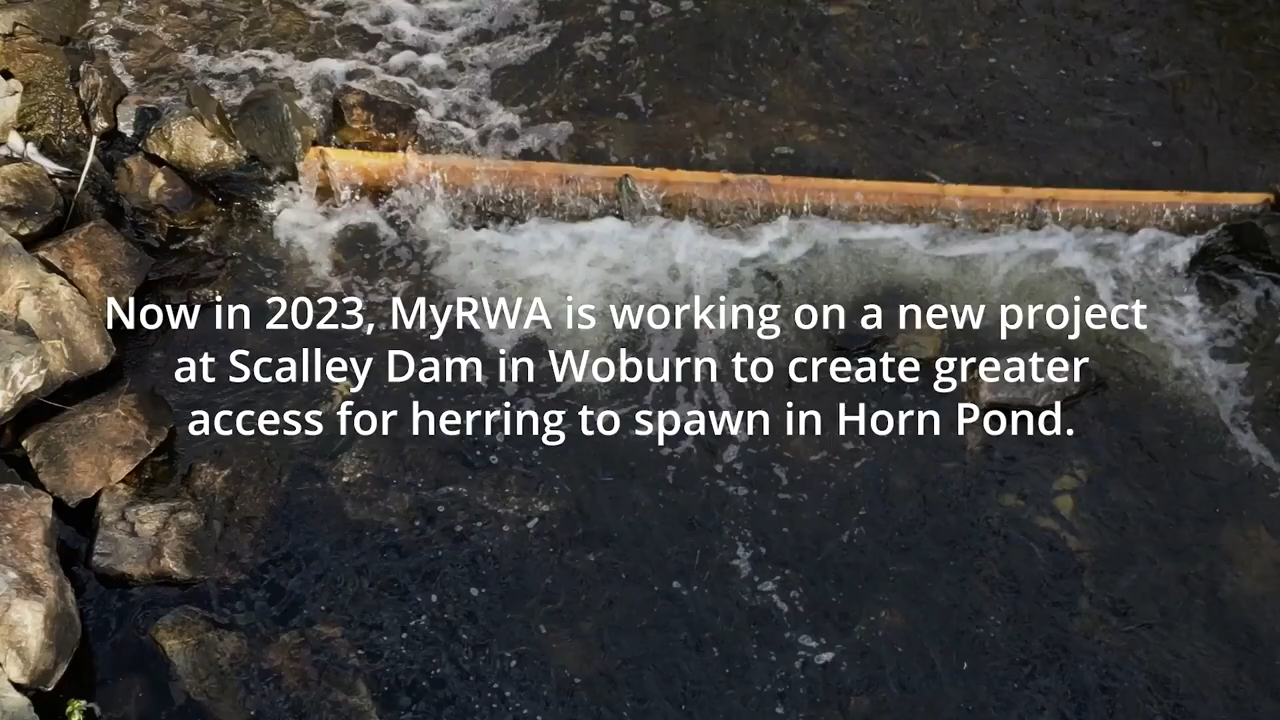 Now in 2023, MyRWA is working on a new project
at Scalley Dam in Woburn to create greater
access for herring to spawn in Horn Pond.